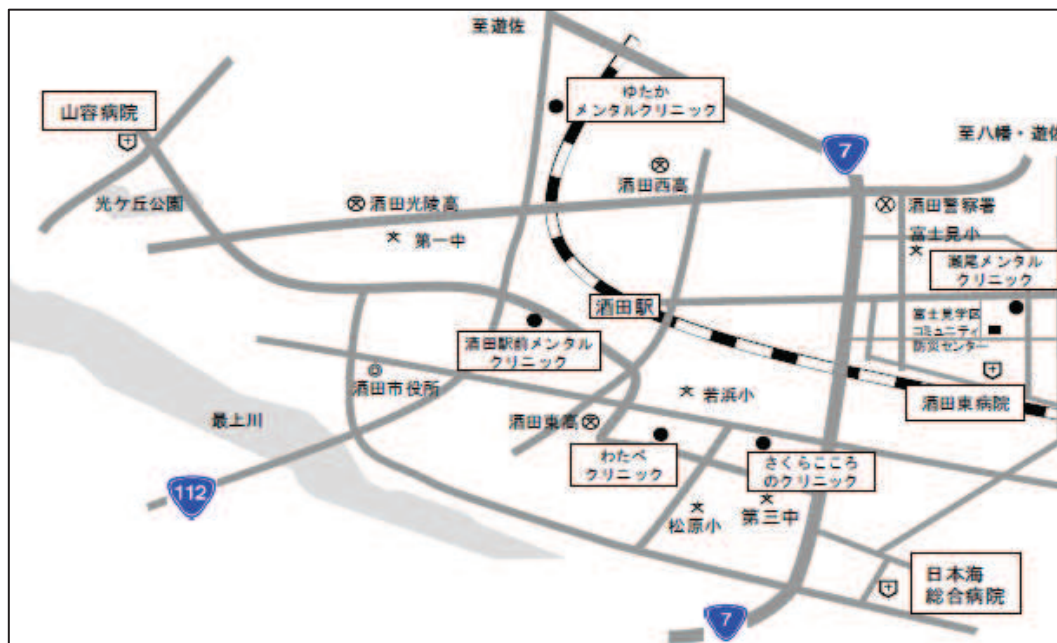 至遊佐
ゆたか
メンタルクリニック
山容病院
7
至八幡・遊佐
酒田西高
光ケ丘公園
酒田光陵高
酒田警察署
第一中
富士見小
瀬尾メンタル
クリニック
酒田駅
富士見学区
コミュニティ
防災センター
酒田駅前メンタル
クリニック
酒田市役所
若浜小
酒田東病院
最上川
酒田東高
わたべ
クリニック
さくらこころ
のクリニック
112
松原小
第三中
日本海
総合病院
7